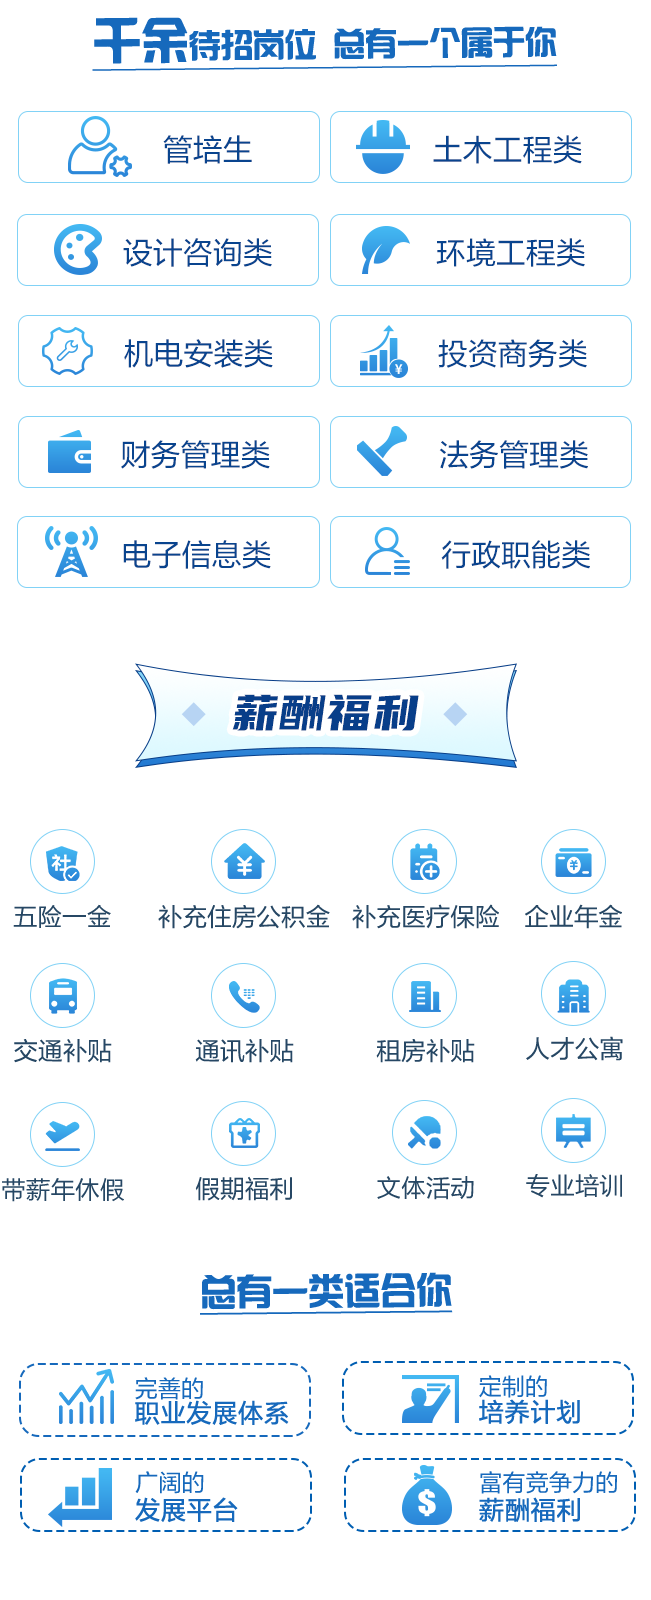 千余待招岗位 总有一个属于你
管培生
土木工程类
设计咨询类
环境工程类
机电安装类
投资商务类
¥
财务管理类
法务管理类
电子信息类
行政职能类
薪酬福利
社
¥
¥
五险一金
补充住房公积金
补充医疗保险
企业年金
交通补贴
通讯补贴
租房补贴
人才公寓
带薪年休假
假期福利
文体活动
专业培训
总有一类适合你
完善的
职业发展体系
定制的
培养计划
广阔的
发展平台
富有竞争力的
薪酬福利
$